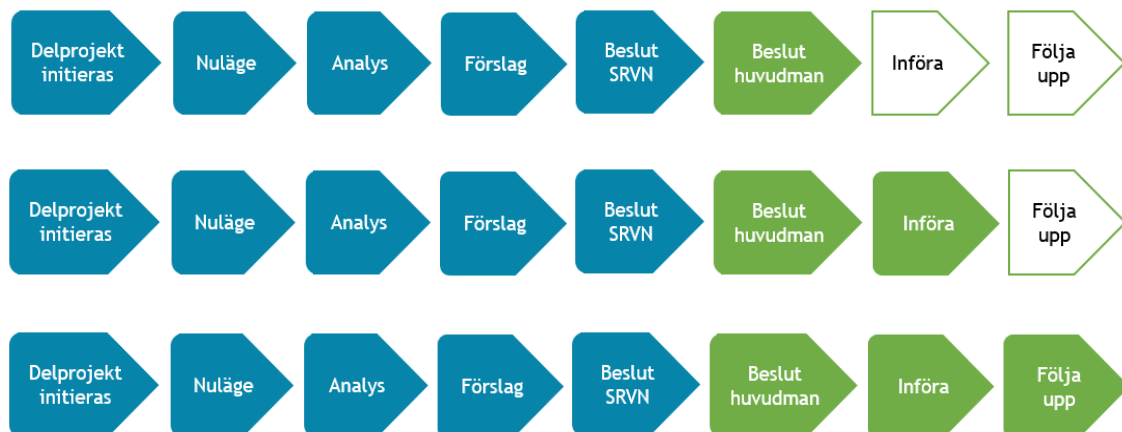 Delprojekt
initieras
Nuläge
Analys
Förslag
Beslut
SRVN
Beslut
huvudman
Införa
Följa
upp
Delprojekt
initieras
Nuläge
Analys
Förslag
Beslut
SRVN
Beslut
huvudman
Införa
Följa
upp
Delprojekt
initieras
Nuläge
Analys
Förslag
Beslut
SRVN
Beslut
huvudman
Införa
Följa
upp